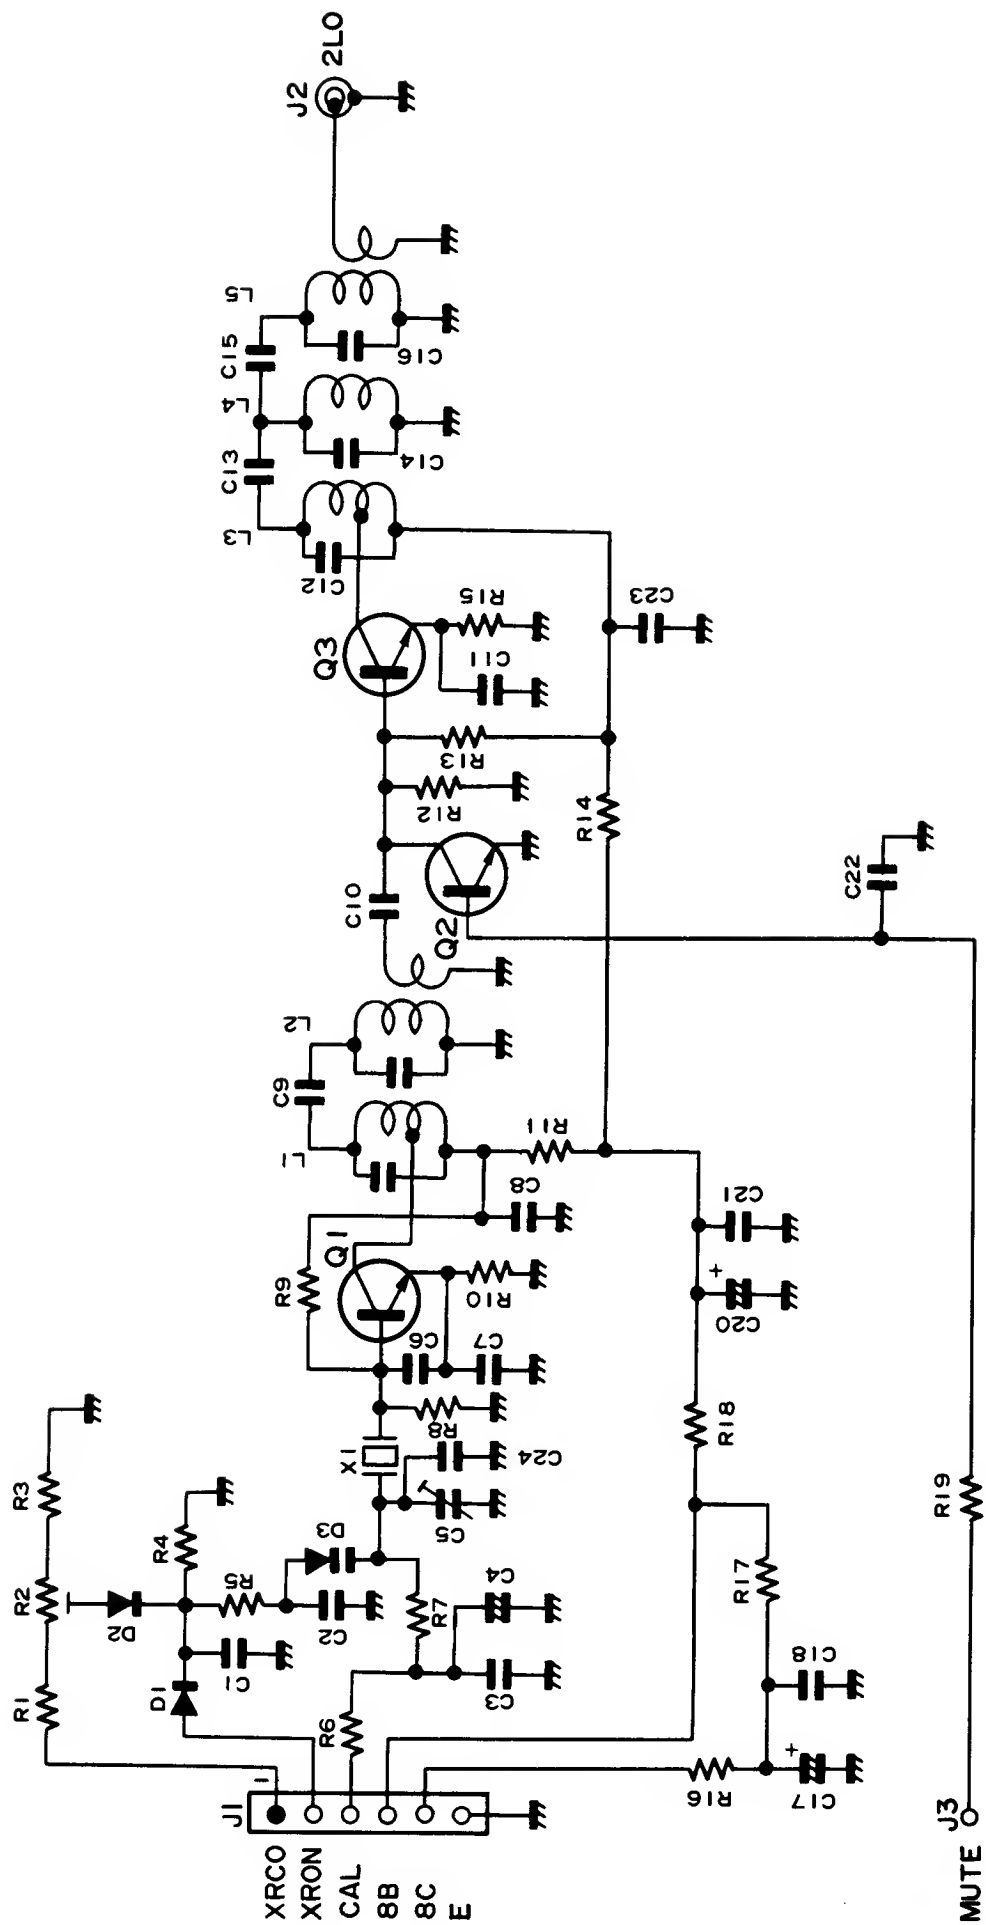 J1
1
XRCO
XRON
CAL
8B
8C
E
MUTE
J3
R1
R2
R3
D1
D2
R4
C1
R5
C2
D3
R6
R7
C3
C4
C5
C24
X1
R8
R9
Q1
C6
C7
R10
C8
L1
R11
C9
L2
C10
Q2
R12
R13
Q3
C11
R15
C12
L3
C13
C14
L4
C15
C16
L5
J2
2LO
R14
C23
C22
R16
C17
+
C18
R17
R18
C20
+
C21
R19